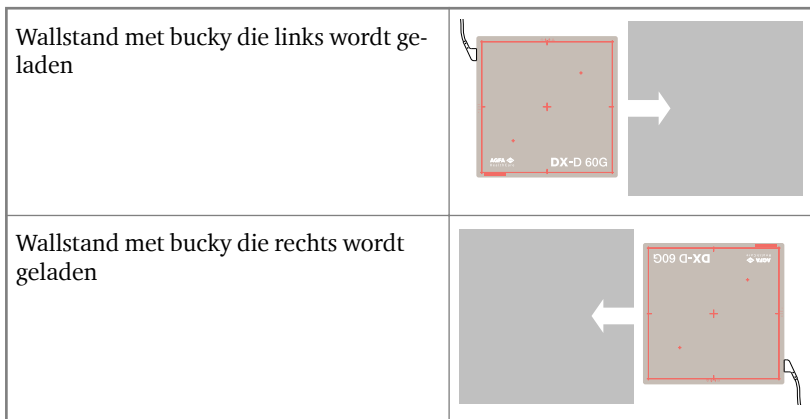 Wallstand met bucky die links wordt ge-
laden
AGFA
DX-D 60G
Wallstand met bucky die rechts wordt
geladen
DX-D 60G
AGFA